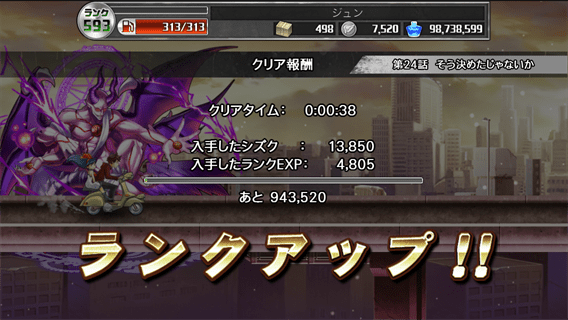 ランク
593
313/313
ジュン
498
7,520
98,738,599
クリア報酬
第24話 そう決めたじゃないか
クリアタイム: 0:00:38
入手したシズク : 13,850
入手したランクEXP: 4,805
あと 943,520
ランクアップ!!